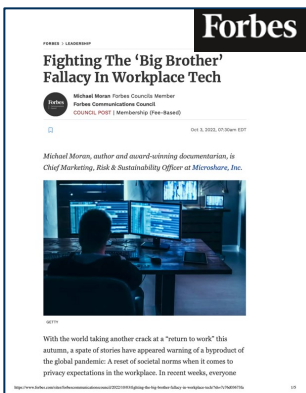 Forbes
FORBES > LEADERSHIP
Fighting The ‘Big Brother’
Fallacy In Workplace Tech
Forbes
Michael Moran Forbes Councils Member
Forbes Communications Council
COUNCIL POST | Membership (Fee-Based)
Oct 3, 2022, 07:30am EDT
Michael Moran, author and award-winning documentarian, is
Chief Marketing, Risk & Sustainability Officer at Microshare, Inc.
GETTY
With the world taking another crack at a "return to work" this
autumn, a spate of stories have appeared warning of a byproduct of
the global pandemic: A reset of societal norms when it comes to
privacy expectations in the workplace. In recent weeks, everyone
1/5